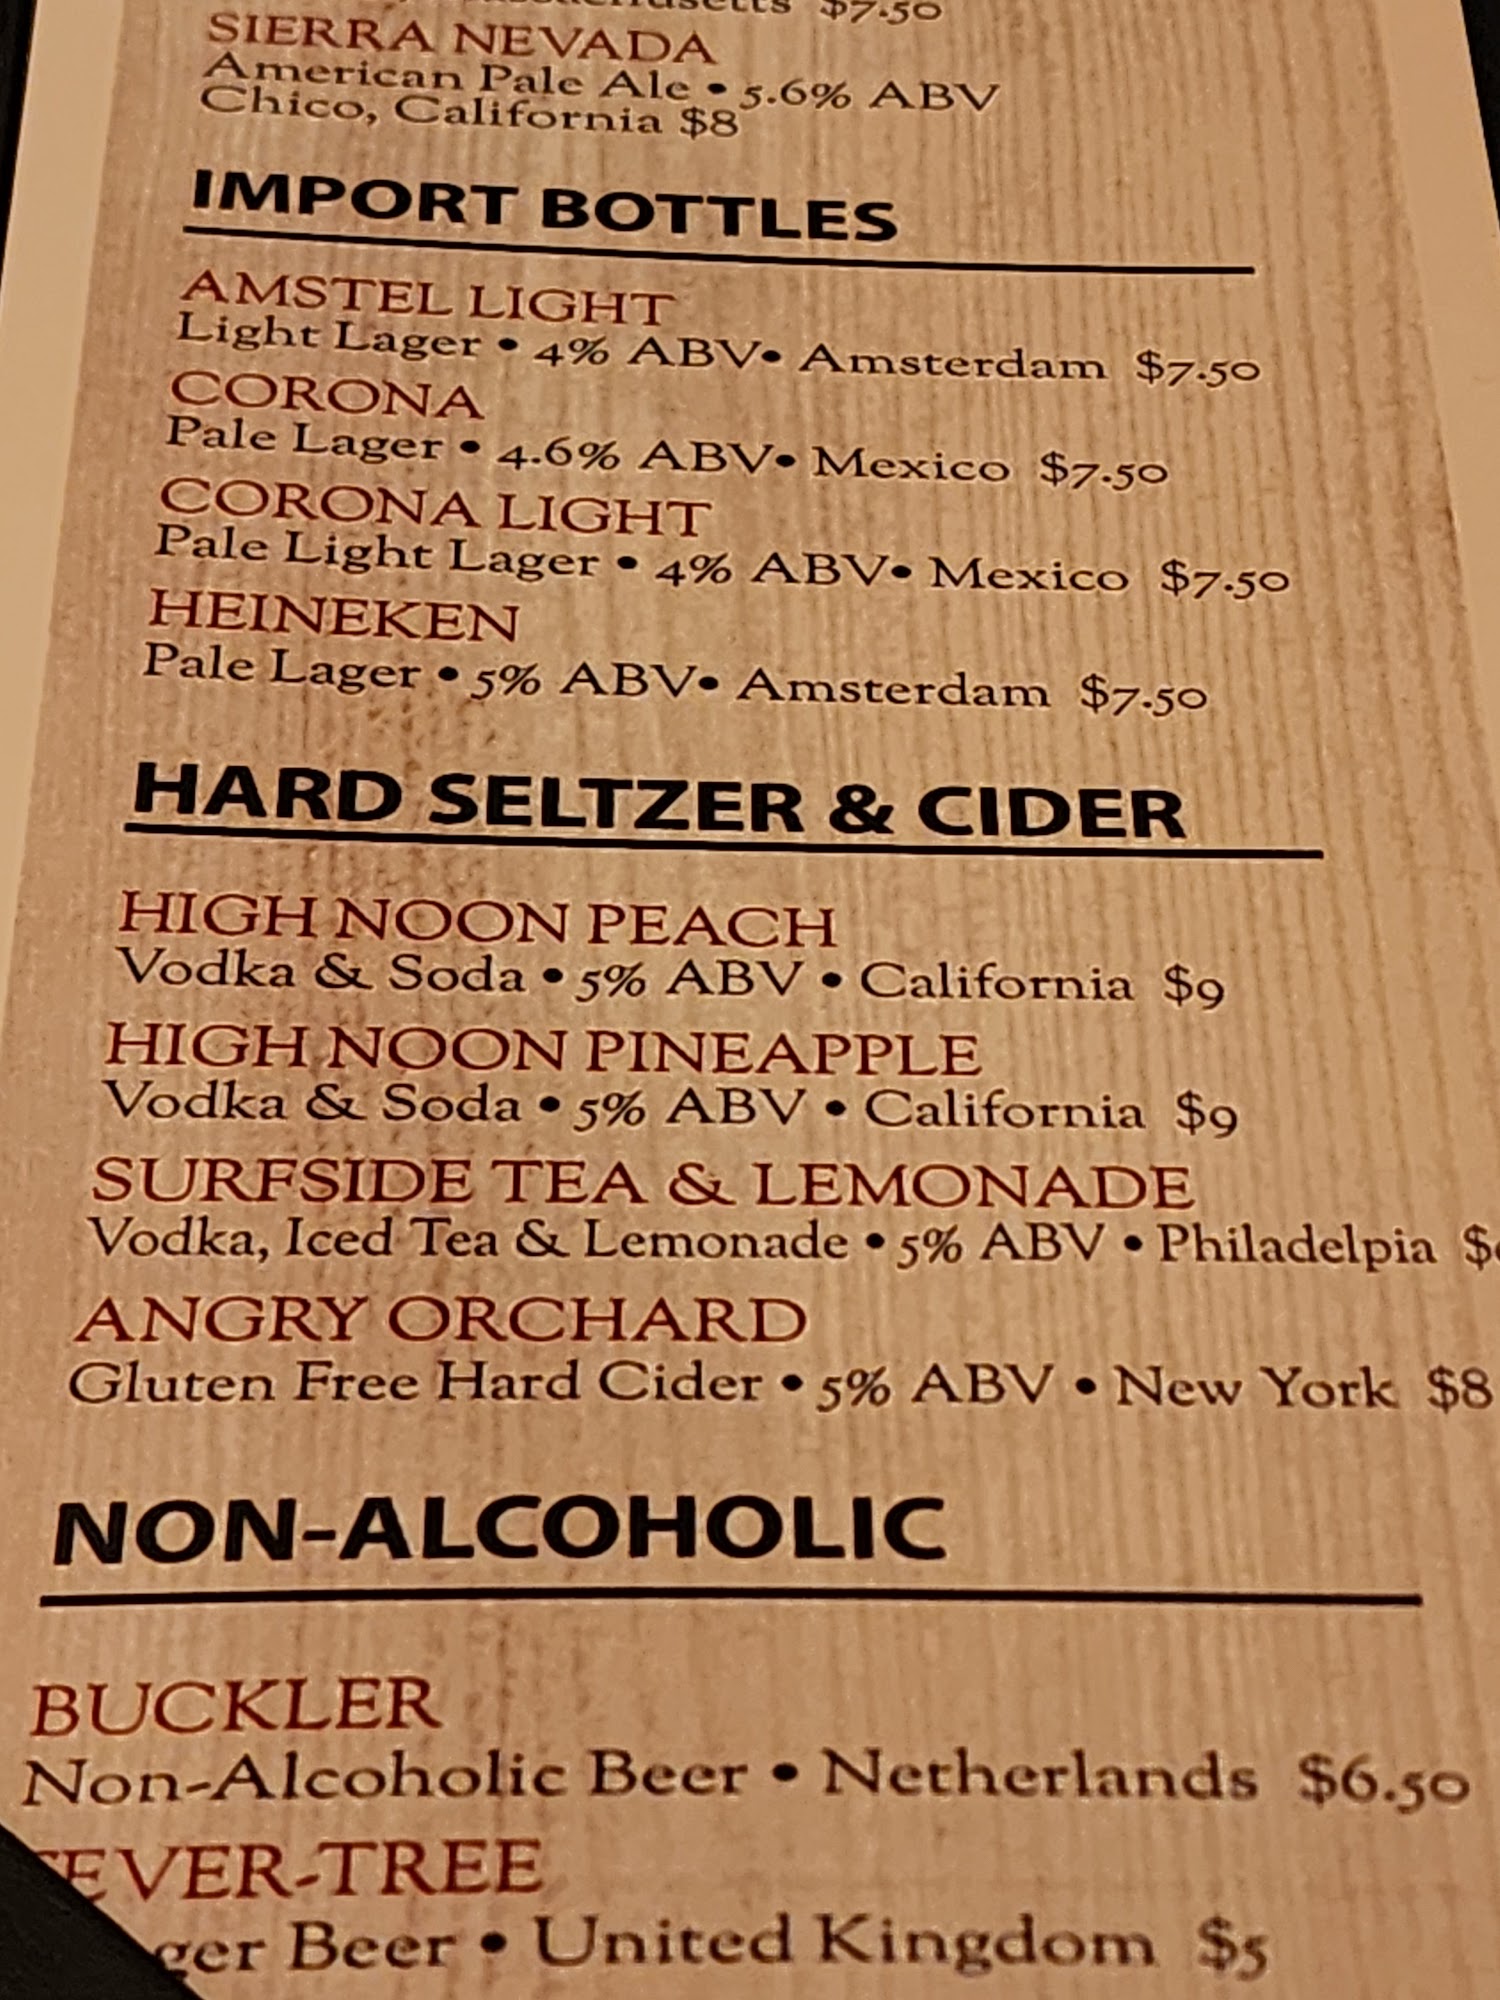 $7.50
SIERRA NEVADA
American Pale Ale • 5.6% ABV
Chico, California $8
IMPORT BOTTLES
AMSTEL LIGHT
Light Lager • 4% ABV• Amsterdam $7.50
CORONA
Pale Lager • 4.6% ABV• Mexico $7.50
CORONA LIGHT
Pale Light Lager • 4% ABV• Mexico $7.50
HEINEKEN
Pale Lager • 5% ABV• Amsterdam $7.50
HARD SELTZER & CIDER
HIGH NOON PEACH
Vodka & Soda • 5% ABV • California $9
HIGH NOON PINEAPPLE
Vodka & Soda • 5% ABV • California $9
SURFSIDE TEA & LEMONADE
Vodka, Iced Tea & Lemonade • 5% ABV • Philadelpia $
ANGRY ORCHARD
Gluten Free Hard Cider • 5% ABV • New York $8
NON-ALCOHOLIC
BUCKLER
Non-Alcoholic Beer • Netherlands $6.50
EVER-TREE
ger Beer • United Kingdom $5